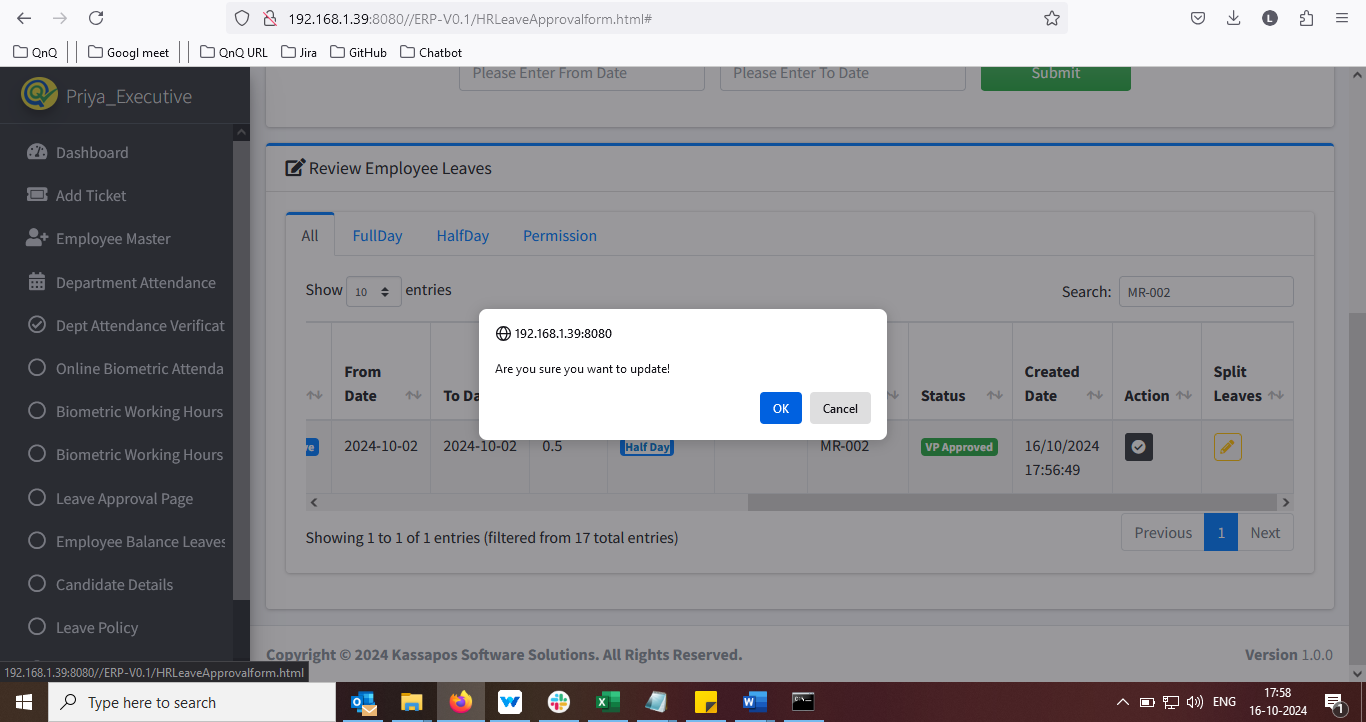 192.168.1.39:8080//ERP-V0.1/HRLeaveApprovalform.html#
L
QnQ
Googl meet
QnQ URL
Jira
GitHub
Chatbot
Priya_Executive
Dashboard
Add Ticket
Employee Master
Department Attendance
Dept Attendance Verificat
Online Biometric Attenda
Biometric Working Hours
Biometric Working Hours
Leave Approval Page
Employee Balance Leaves
Candidate Details
Leave Policy
192.168.1.39:8080//ERP-V0.1/HRLeaveApprovalform.html
Please Enter From Date
Please Enter To Date
Submit
Review Employee Leaves
All
FullDay
HalfDay
Permission
Show 10 entries
Search: MR-002
From Date
To Da
Status
Created Date
Action
Split Leaves
2024-10-02
2024-10-02
0.5
Half Day
MR-002
VP Approved
16/10/2024
17:56:49
192.168.1.39:8080
Are you sure you want to update!
OK
Cancel
Showing 1 to 1 of 1 entries (filtered from 17 total entries)
Previous
1
Next
Copyright © 2024 Kassapos Software Solutions. All Rights Reserved.
Version 1.0.0
Type here to search
ENG
17:58
16-10-2024
1